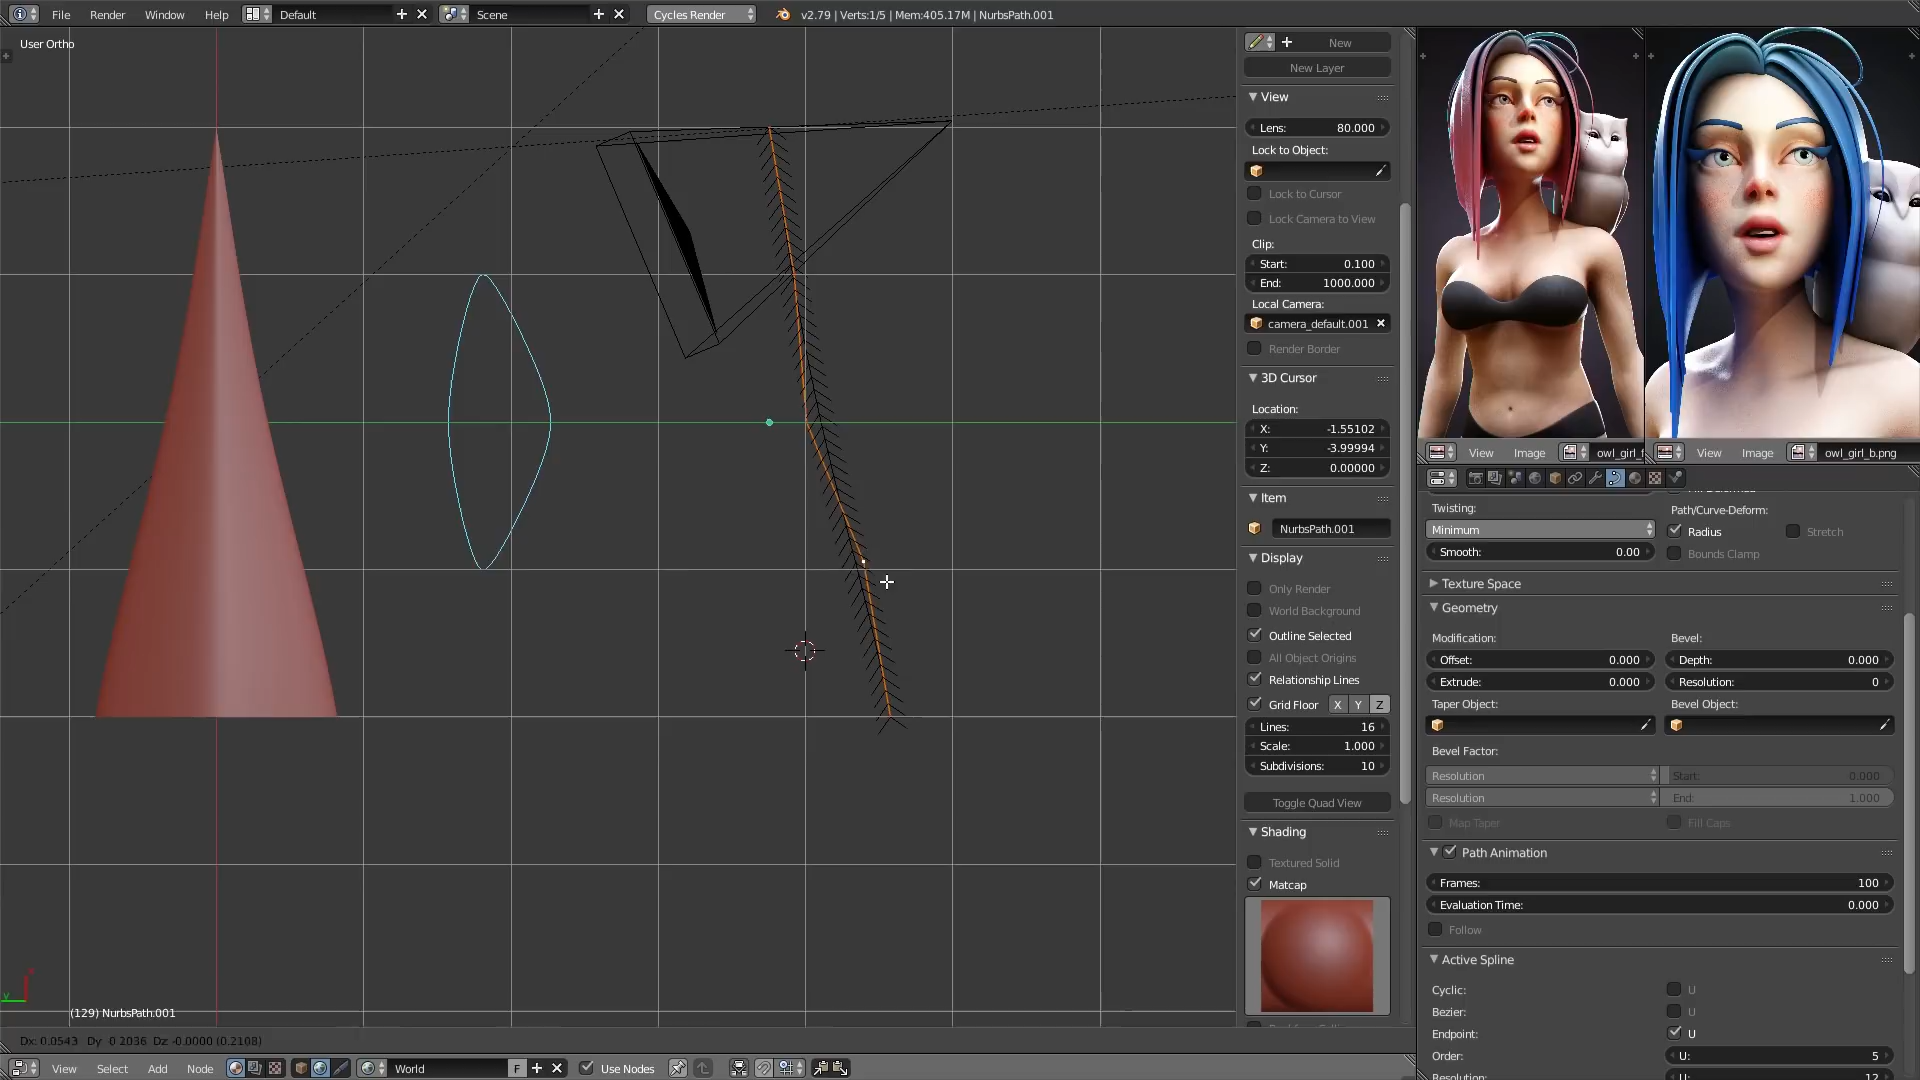 File Render Window Help Default Scene Cycles Render v2.79 | Verts:1/5 | Mem:405.17M | NurbsPath.001
User Ortho
New
New Layer
View
Lens: 80.000
Lock to Object:
Lock to Cursor
Lock Camera to View
Clip:
Start: 0.100
End: 1000.000
Local Camera:
camera_default.001
Render Border
3D Cursor
Location:
X: -1.55102
Y: -3.99994
Z: 0.00000
Item
NurbsPath.001
Display
Only Render
World Background
Outline Selected
All Object Origins
Relationship Lines
Grid Floor X Y Z
Lines: 16
Scale: 1.000
Subdivisions: 10
Toggle Quad View
Shading
Textured Solid
Matcap
View Image owl_girl_f
View Image owl_girl_b.png
Twisting:
Minimum
Smooth: 0.00
Path/Curve-Deform:
Radius Stretch
Bounds Clamp
Texture Space
Geometry
Modification: Bevel:
Offset: 0.000 Depth: 0.000
Extrude: 0.000 Resolution: 0
Taper Object: Bevel Object:
Bevel Factor:
Resolution Start: 0.000
Resolution End: 1.000
Map Taper Fill Caps
Path Animation
Frames: 100
Evaluation Time: 0.000
Follow
Active Spline
Cyclic: U
Bezier: U
Endpoint: U
Order: U: 5
Resolution: U: 12
(129) NurbsPath.001
Dx: 0.0543 Dy: 0.2036 Dz: -0.0000 (0.2108)
View Select Add Node World F Use Nodes